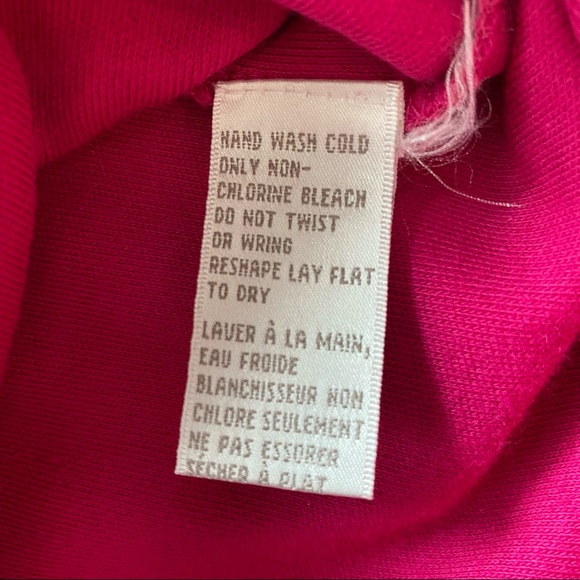 HAND WASH COLD
ONLY NON-
CHLORINE BLEACH
DO NOT TWIST
OR WRING
RESHAPE LAY FLAT
TO DRY
LAVER À LA MAIN,
EAU FROIDE
BLANCHISSEUR NON
CHLORE SEULEMENT
NE PAS ESSORER
SÉCHER À PLAT